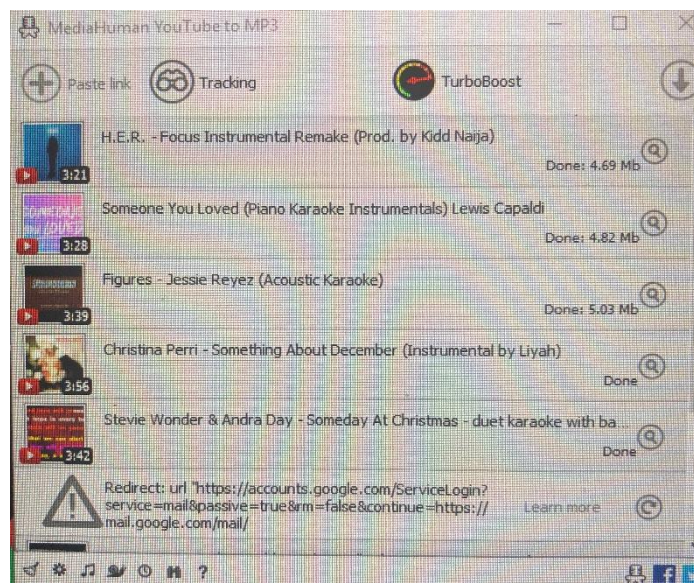 MediaHuman YouTube to MP3
Paste link
Tracking
TurboBoost
H.E.R. - Focus Instrumental Remake (Prod. by Kidd Naija)
3:21
Done: 4.69 Mb
Someone You Loved (Piano Karaoke Instrumentals) Lewis Capaldi
3:28
Done: 4.82 Mb
Figures - Jessie Reyez (Acoustic Karaoke)
3:39
Done: 5.03 Mb
Christina Perri - Something About December (Instrumental by Liyah)
3:56
Done
Stevie Wonder & Andra Day - Someday At Christmas - duet karaoke with ba...
3:42
Done
Redirect: url "https://accounts.google.com/ServiceLogin?
service=mail&passive=true&rm=false&continue=https://
mail.google.com/mail/
Learn more